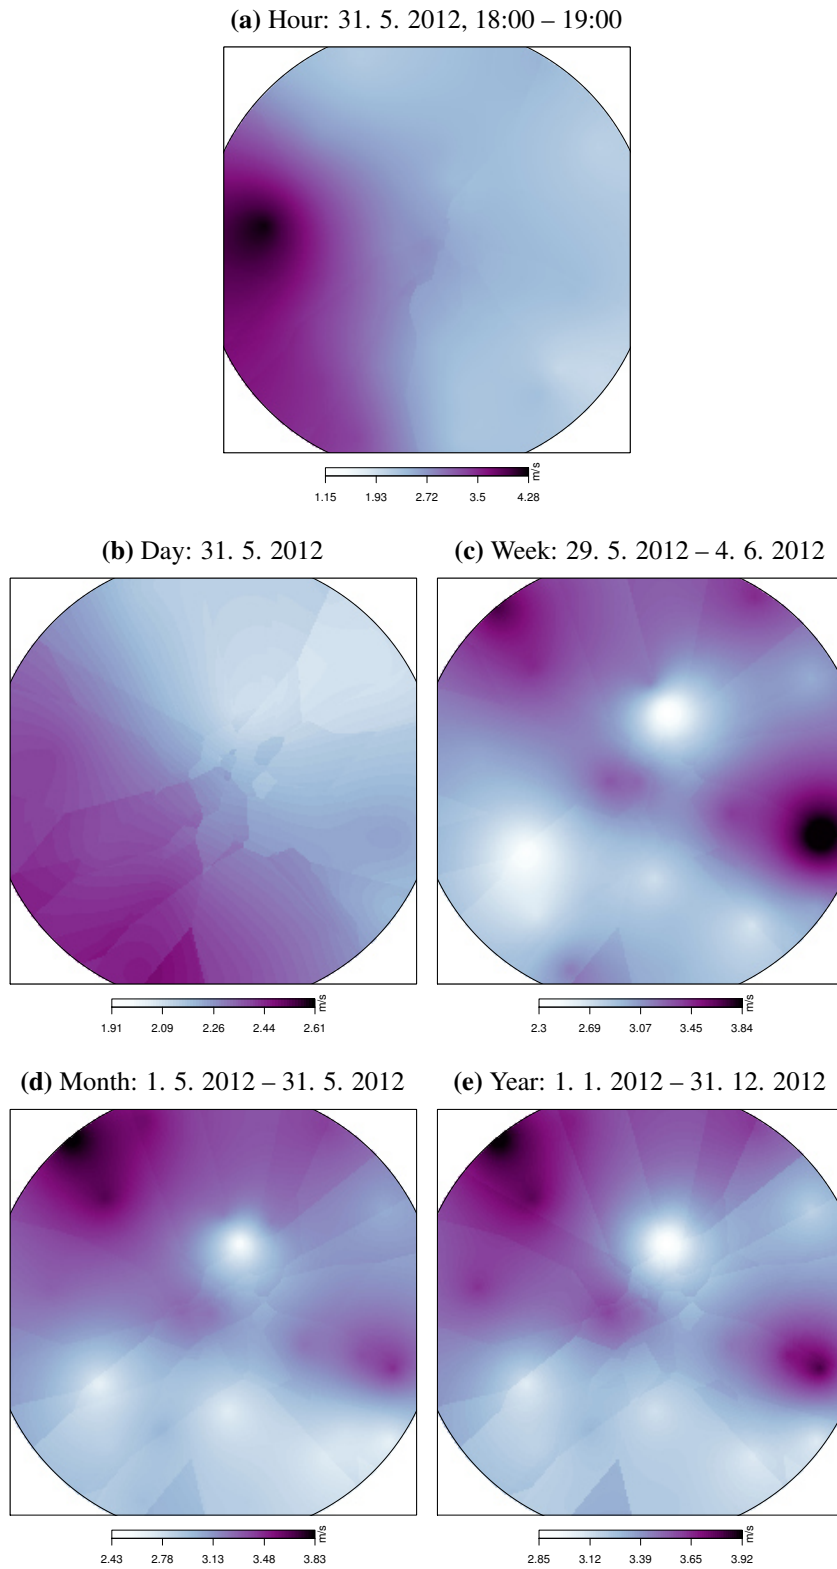 (a) Hour: 31. 5. 2012, 18:00 – 19:00
m/s
1.15 1.93 2.72 3.5 4.28
(b) Day: 31. 5. 2012
(c) Week: 29. 5. 2012 – 4. 6. 2012
m/s
1.91 2.09 2.26 2.44 2.61
m/s
2.3 2.69 3.07 3.45 3.84
(d) Month: 1. 5. 2012 – 31. 5. 2012
(e) Year: 1. 1. 2012 – 31. 12. 2012
m/s
2.43 2.78 3.13 3.48 3.83
m/s
2.85 3.12 3.39 3.65 3.92